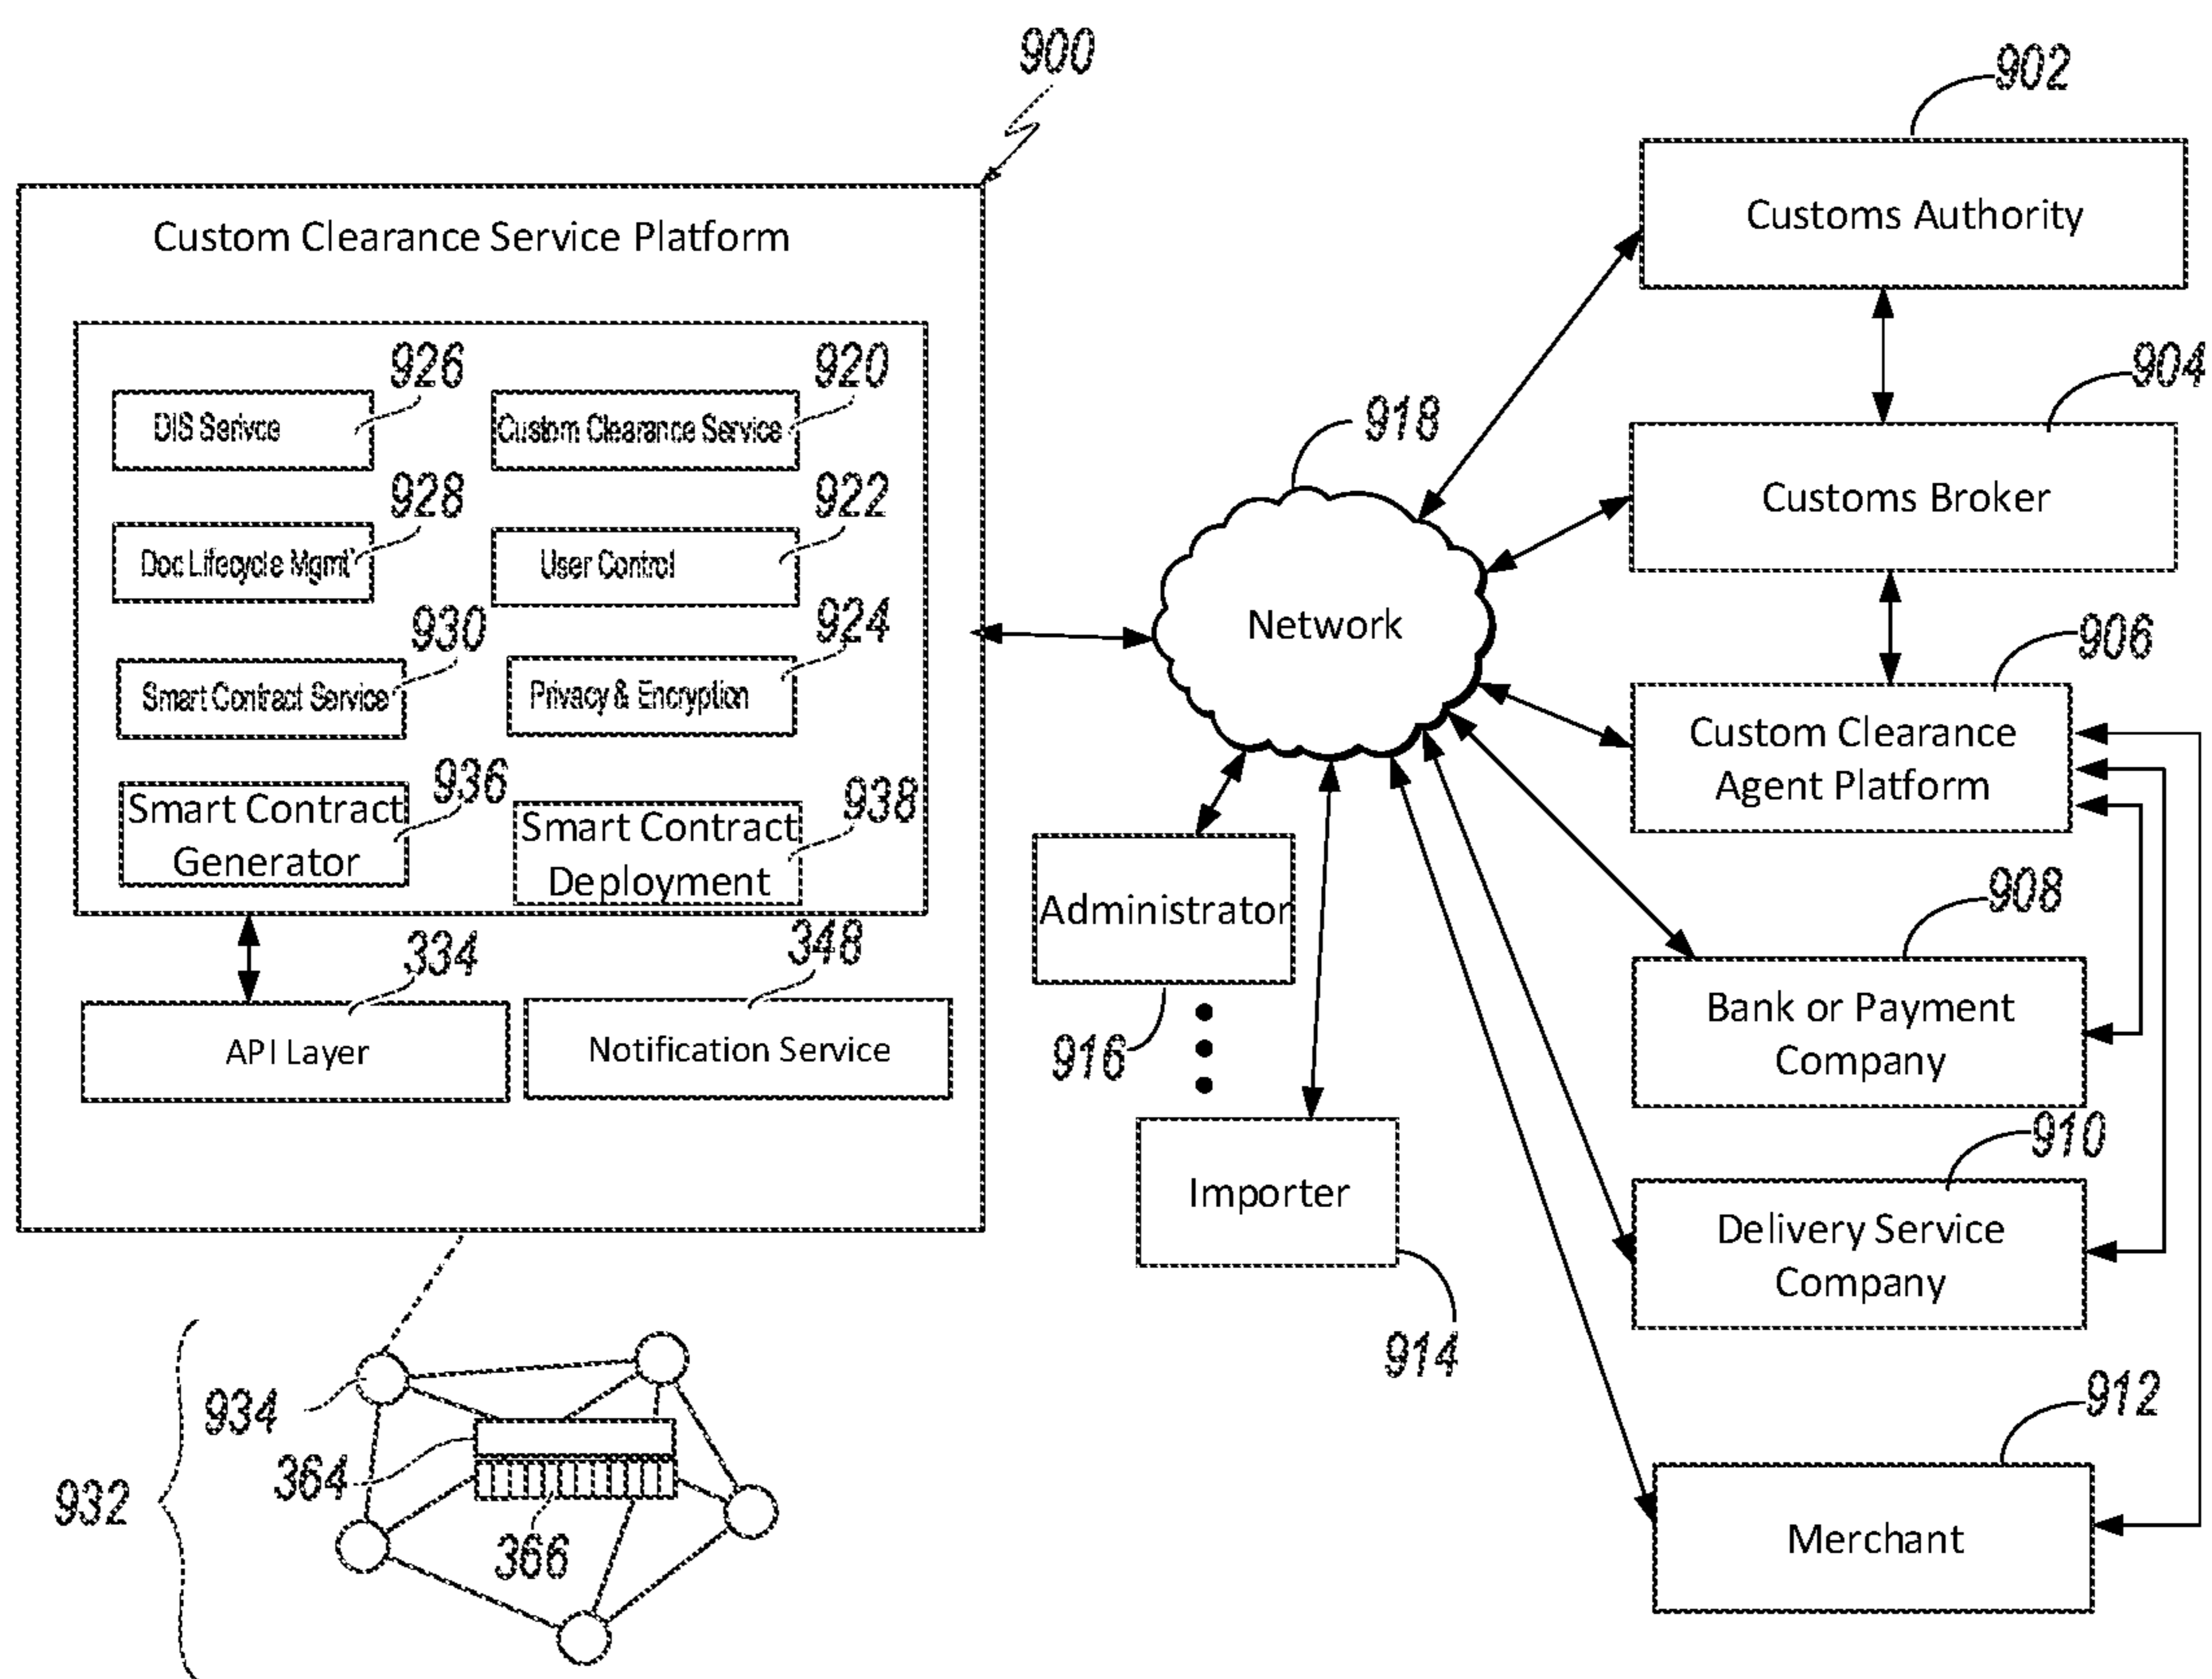 900
902
Customs Authority
Custom Clearance Service Platform
926
920
904
DIS Serivce
Custom Clearance Service
918
Customs Broker
928
922
Doc Lifecycle Mgmt
User Control
930
924
Network
906
Smart Contract Service
Privacy & Encryption
Custom Clearance
Agent Platform
936
938
Smart Contract
Generator
Smart Contract
Deployment
908
Administrator
334
348
Bank or Payment
Company
API Layer
Notification Service
916
910
Importer
Delivery Service
Company
914
934
912
364
932
366
Merchant